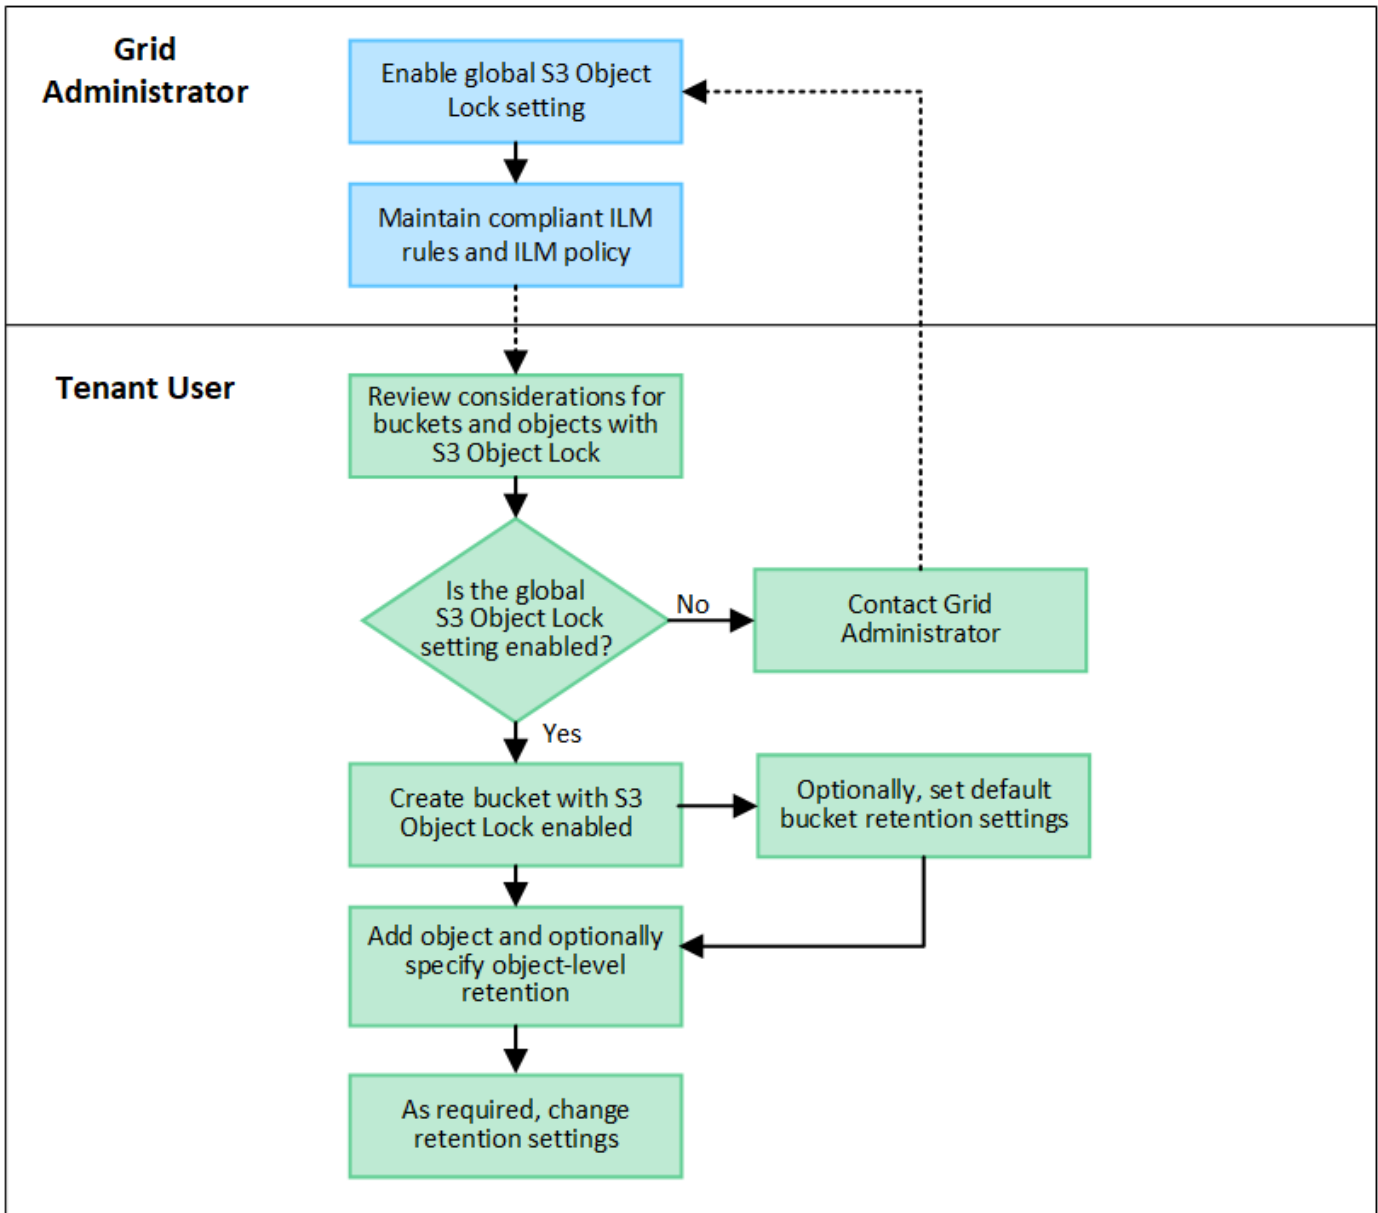 Grid
Administrator
Enable global S3 Object
Lock setting
Maintain compliant ILM
rules and ILM policy
Tenant User
Review considerations for
buckets and objects with
S3 Object Lock
Is the global
S3 Object Lock
setting enabled?
No
Contact Grid
Administrator
Yes
Create bucket with S3
Object Lock enabled
Optionally, set default
bucket retention settings
Add object and optionally
specify object-level
retention
As required, change
retention settings